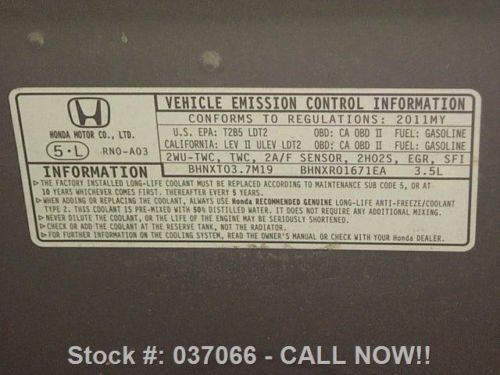 VEHICLE EMISSION CONTROL INFORMATION
CONFORMS TO REGULATIONS: 2011MY
HONDA MOTOR CO., LTD.
5·L RNO-A03
U.S. EPA: T2B5 LDT2 OBD: CA OBD II FUEL: GASOLINE
CALIFORNIA: LEV II ULEV LDT2 OBD: CA OBD II FUEL: GASOLINE
2WU-TWC, TWC, 2A/F SENSOR, 2HO2S, EGR, SFI
BHNXT03.7M19 BHNXR01671EA 3.5L
INFORMATION
▷THE FACTORY INSTALLED LONG-LIFE COOLANT MUST BE REPLACED ACCORDING TO MAINTENANCE SUB CODE 5, OR AT
10 YEARS WHICHEVER COMES FIRST. THEREAFTER EVERY 5 YEARS.
▷WHEN ADDING OR REPLACING THE COOLANT, ALWAYS USE Honda RECOMMENDED GENUINE LONG-LIFE ANTI-FREEZE/COOLANT
TYPE 2. THIS COOLANT IS PRE-MIXED WITH 50% DISTILLED WATER. IT DOES NOT REQUIRE ANY ADDITIONAL MIXING.
▷NEVER DILUTE THE COOLANT, OR THE LIFE OF THE ENGINE MAY BE SIGNIFICANTLY SHORTENED.
▷CHECK OR ADD THE COOLANT AT THE RESERVE TANK, NOT THE RADIATOR.
▷FOR FURTHER INFORMATION ON THE COOLING SYSTEM, READ THE OWNER'S MANUAL OR CHECK WITH YOUR Honda DEALER.
Stock #: 037066 - CALL NOW!!